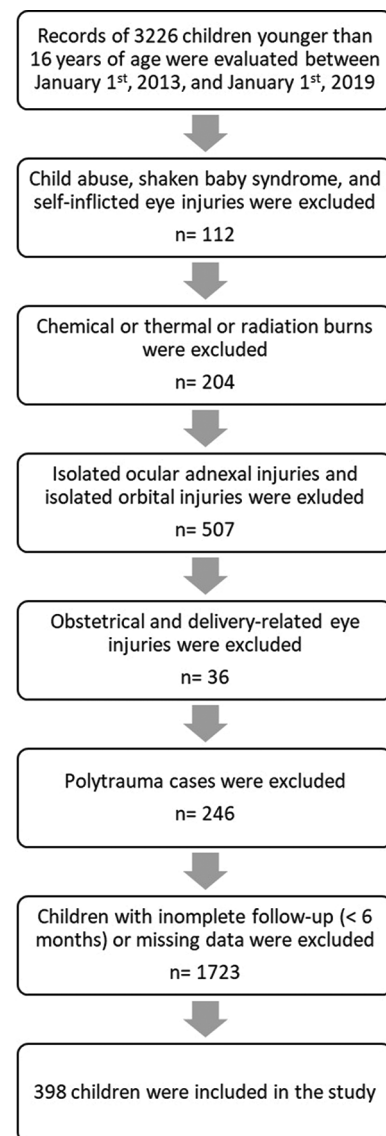 Records of 3226 children younger than
16 years of age were evaluated between
January 1st, 2013, and January 1st, 2019
Child abuse, shaken baby syndrome, and
self-inflicted eye injuries were excluded
n= 112
Chemical or thermal or radiation burns
were excluded
n= 204
Isolated ocular adnexal injuries and
isolated orbital injuries were exluded
n= 507
Obstetrical and delivery-related eye
injuries were excluded
n= 36
Polytrauma cases were excluded
n= 246
Children with inomplete follow-up (< 6
months) or missing data were excluded
n= 1723
398 children were included in the study